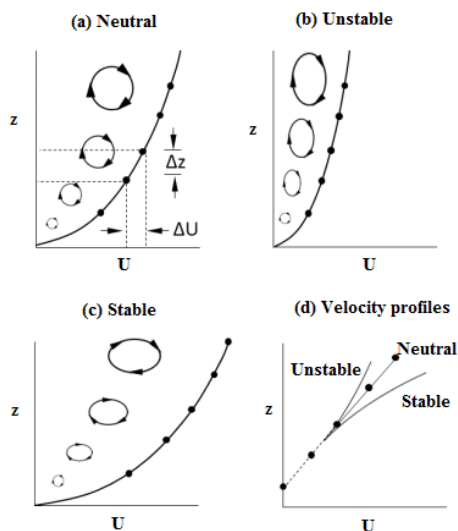 (a) Neutral
(b) Unstable
z
Δz
ΔU
U
z
U
(c) Stable
(d) Velocity profiles
z
U
Neutral
Unstable
Stable
z
U